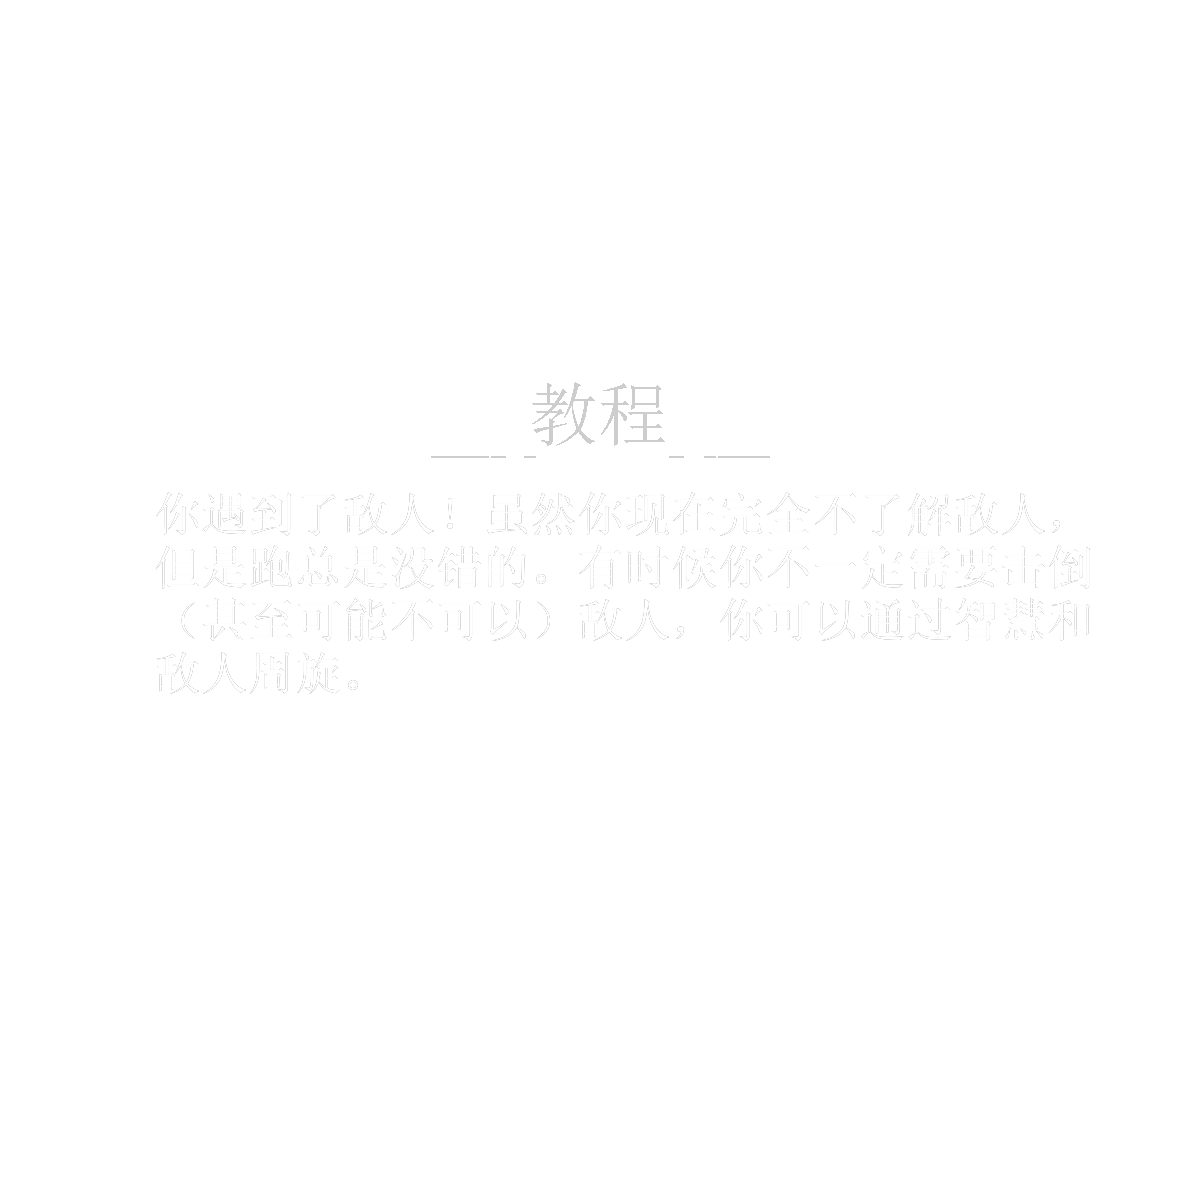 教程
你遇到了敌人！虽然你现在完全不了解敌人，
但是跑总是没错的。有时候你不一定需要击倒
（甚至可能不可以）敌人，你可以通过智慧和
敌人周旋。